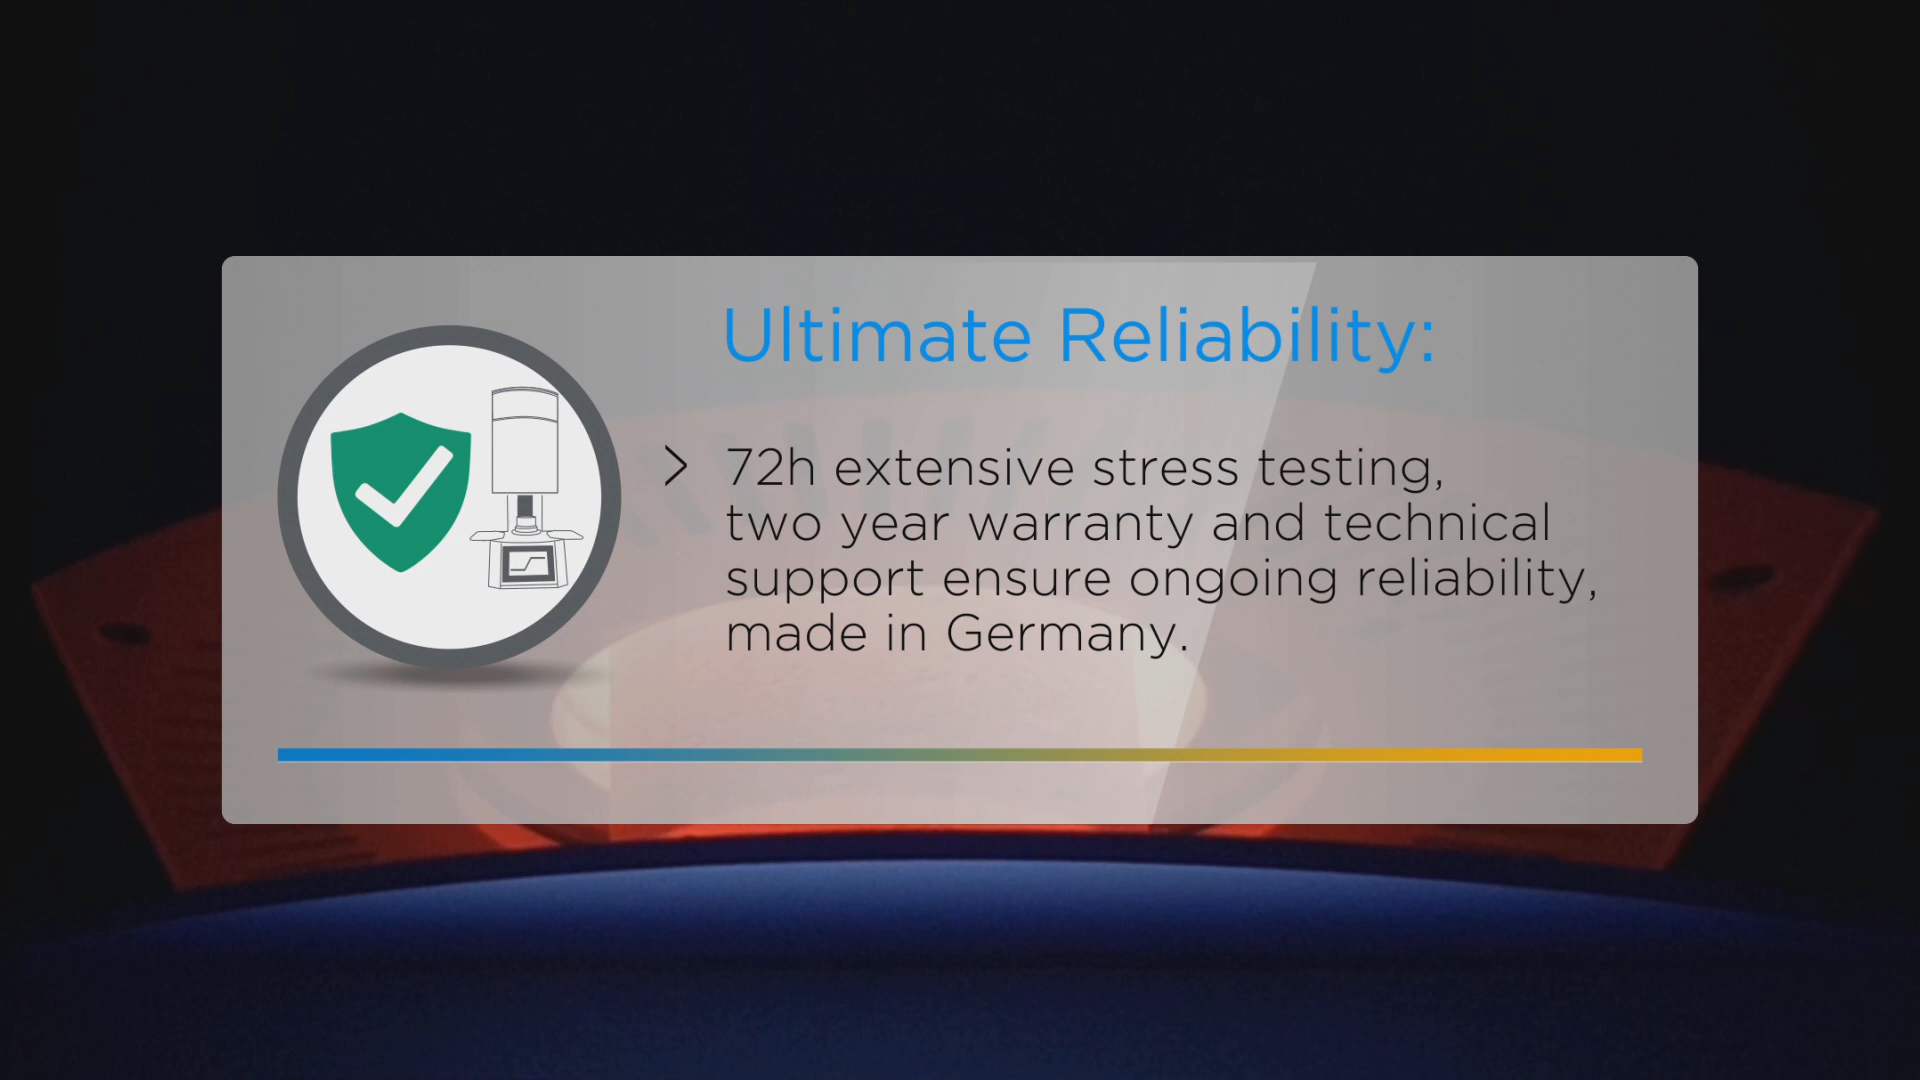 Ultimate Reliability:
> 72h extensive stress testing,
two year warranty and technical
support ensure ongoing reliability,
made in Germany.